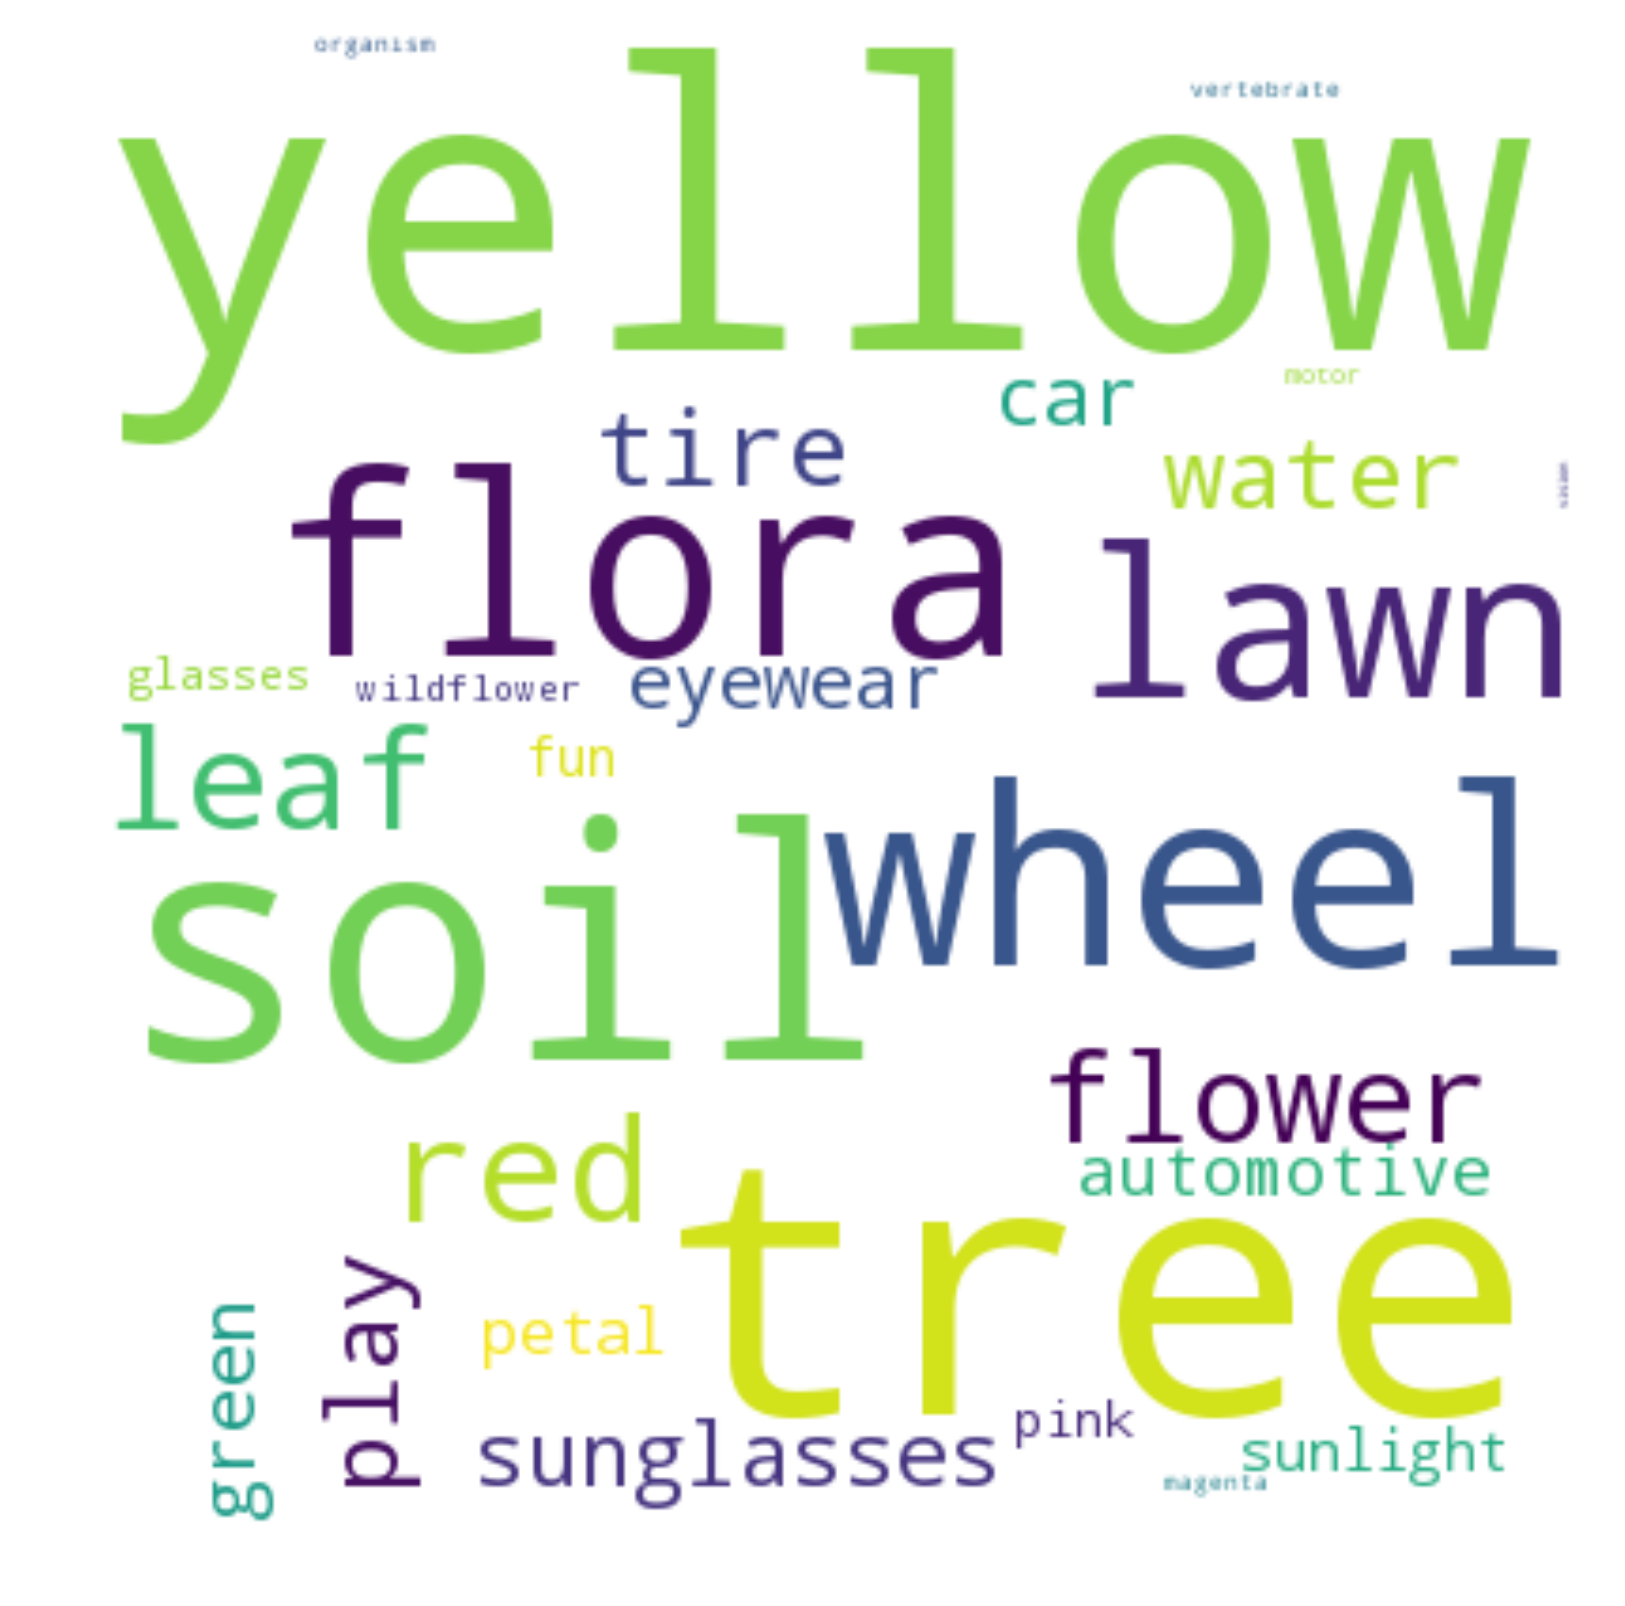 organism
vertebrate
yellow
car
motor
tire
water
vision
flora
lawn
glasses
wildflower
eyewear
leaf
fun
wheel
soil
flower
red
automotive
tree
play
green
petal
pink
sunglasses
sunlight
magenta